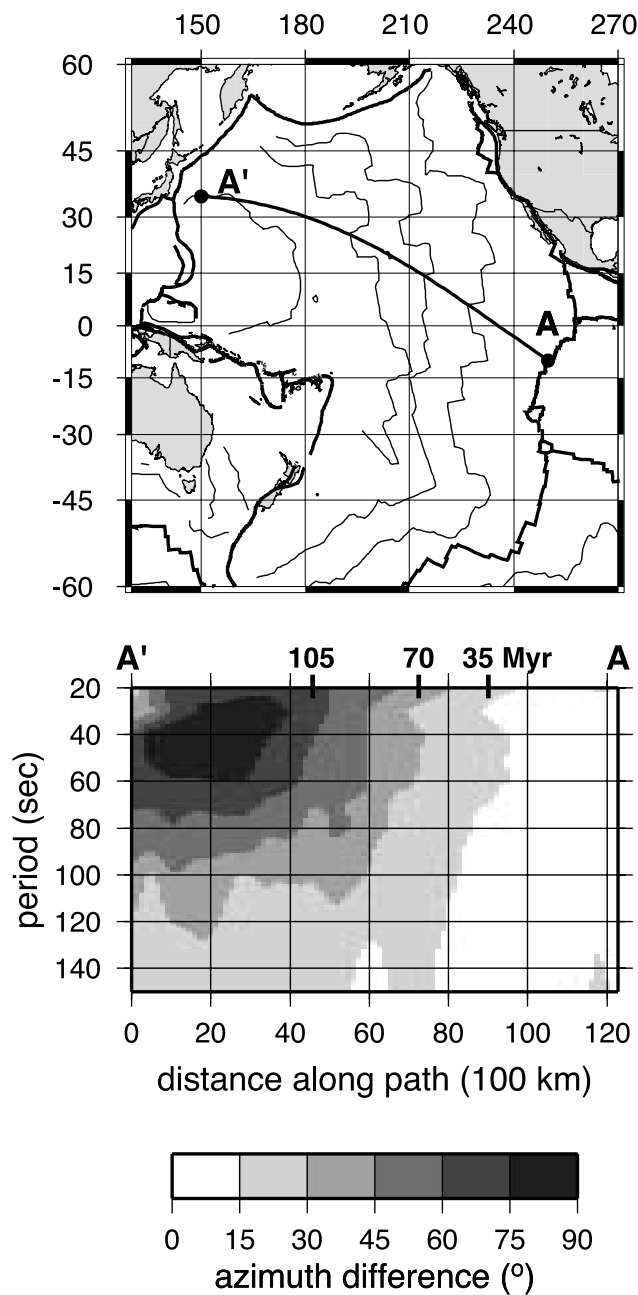 150 180 210 240 270
60
45
30
15
0
-15
-30
-45
-60
A'
A
A' 105 70 35 Myr A
20
40
60
80
100
120
140
period (sec)
0 20 40 60 80 100 120
distance along path (100 km)
0 15 30 45 60 75 90
azimuth difference (º)